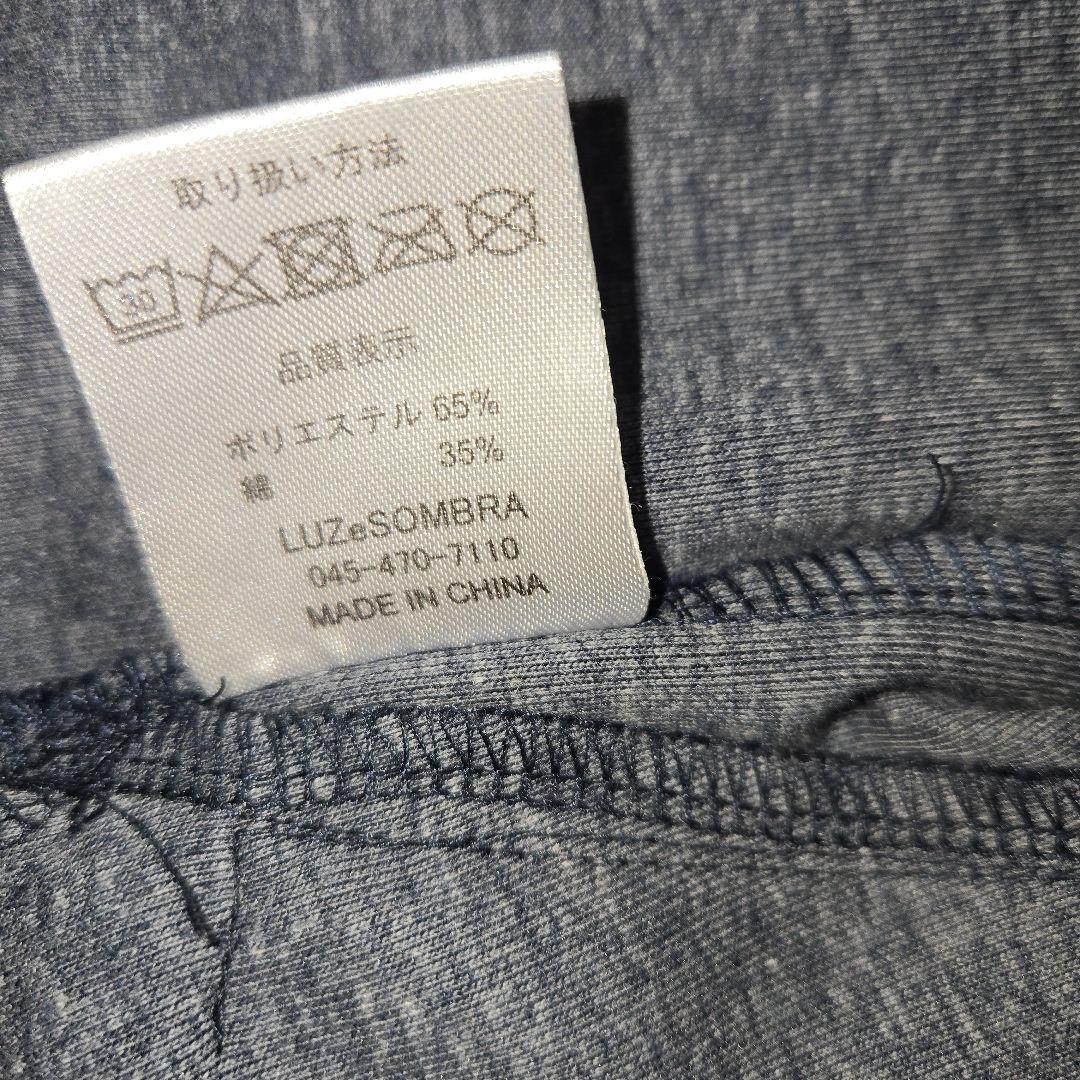 取り扱い方法
30
品質表示
ポリエステル 65%
綿 35%
LUZeSOMBRA
045-470-7110
MADE IN CHINA